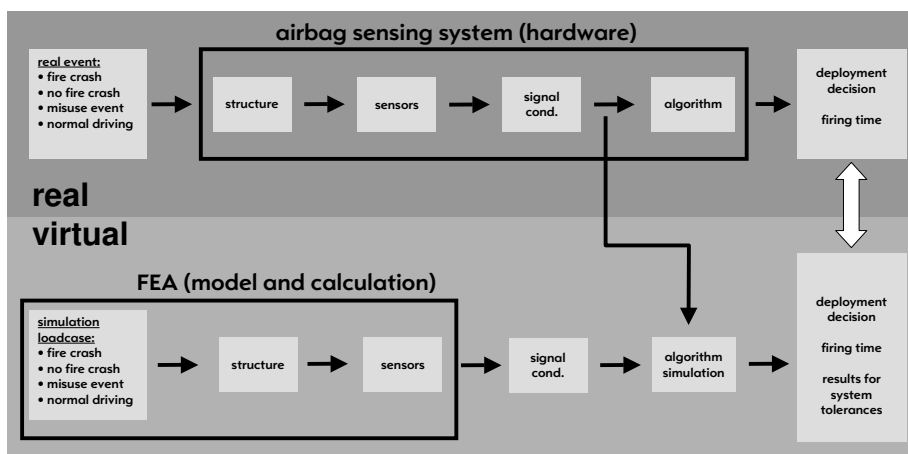 airbag sensing system (hardware)
real event:
• fire crash
• no fire crash
• misuse event
• normal driving
structure
sensors
signal
cond.
algorithm
deployment
decision
firing time
real
virtual
FEA (model and calculation)
simulation
loadcase:
• fire crash
• no fire crash
• misuse event
• normal driving
structure
sensors
signal
cond.
algorithm
simulation
deployment
decision
firing time
results for
system
tolerances